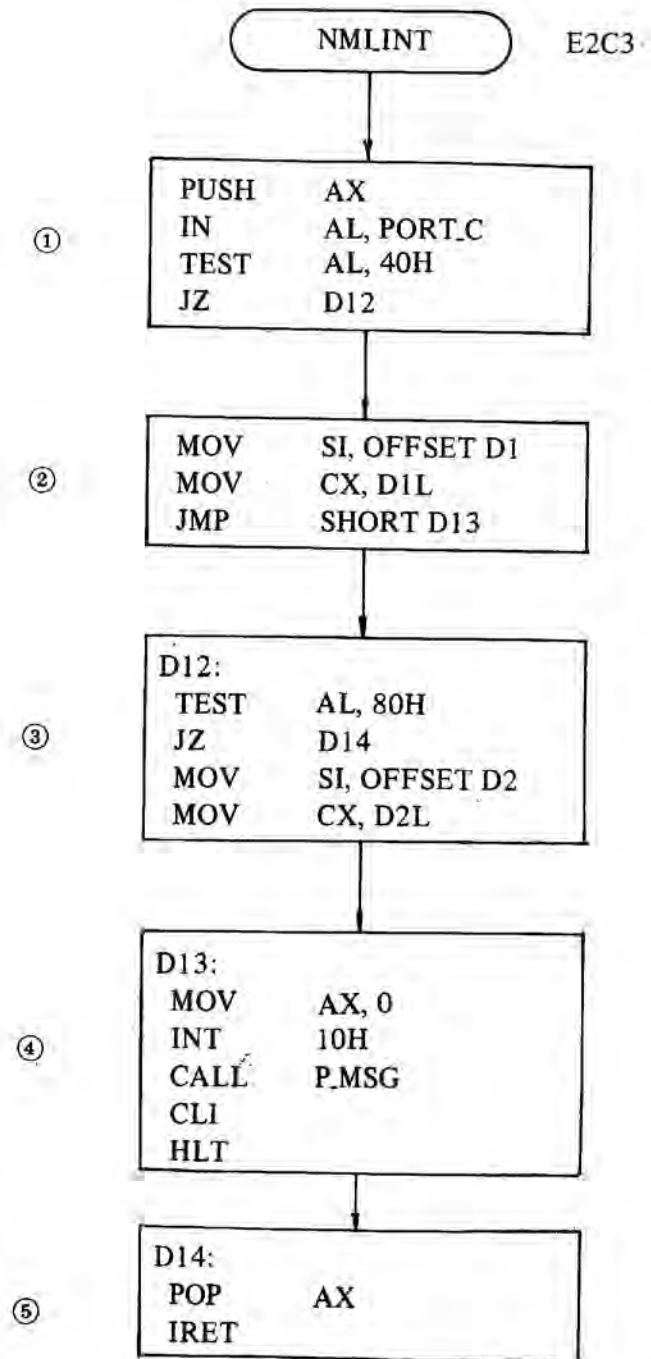 NMI.INT E2C3
①
PUSH AX
IN AL, PORT_C
TEST AL, 40H
JZ D12
②
MOV SI, OFFSET D1
MOV CX, D1L
JMP SHORT D13
③
D12:
TEST AL, 80H
JZ D14
MOV SI, OFFSET D2
MOV CX, D2L
④
D13:
MOV AX, 0
INT 10H
CALL P_MSG
CLI
HLT
⑤
D14:
POP AX
IRET